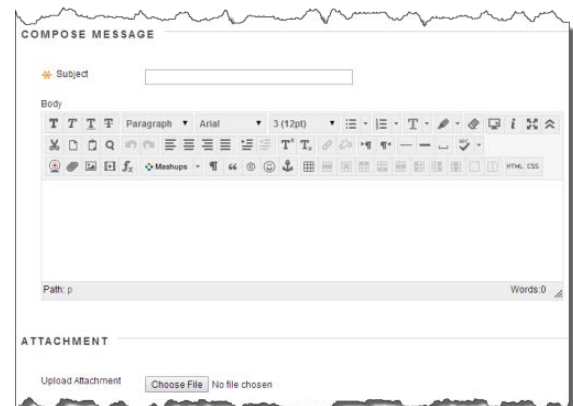 COMPOSE MESSAGE
Subject
Body
T T T T Paragraph Arial 3 (12pt) T i
T T
fx Mashups HTML CSS
Path: p Words:0
ATTACHMENT
Upload Attachment Choose File No file chosen